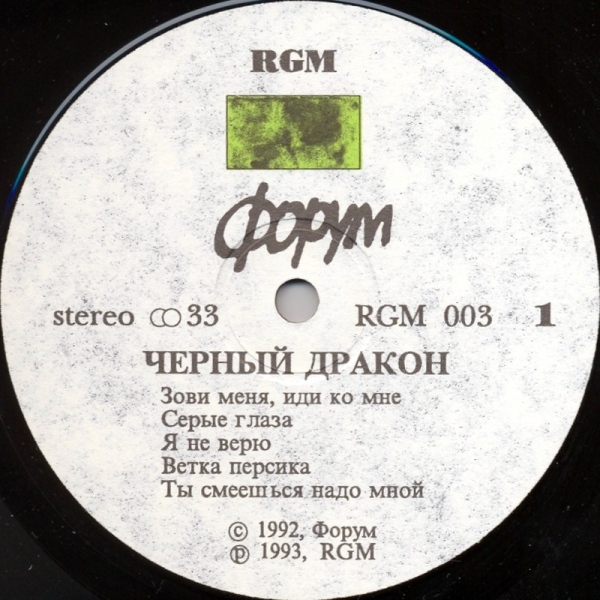 RGM
Форум
stereo ↀ 33 RGM 003 1
ЧЕРНЫЙ ДРАКОН
Зови меня, иди ко мне
Серые глаза
Я не верю
Ветка персика
Ты смеешься надо мной
© 1992, Форум
℗ 1993, RGM